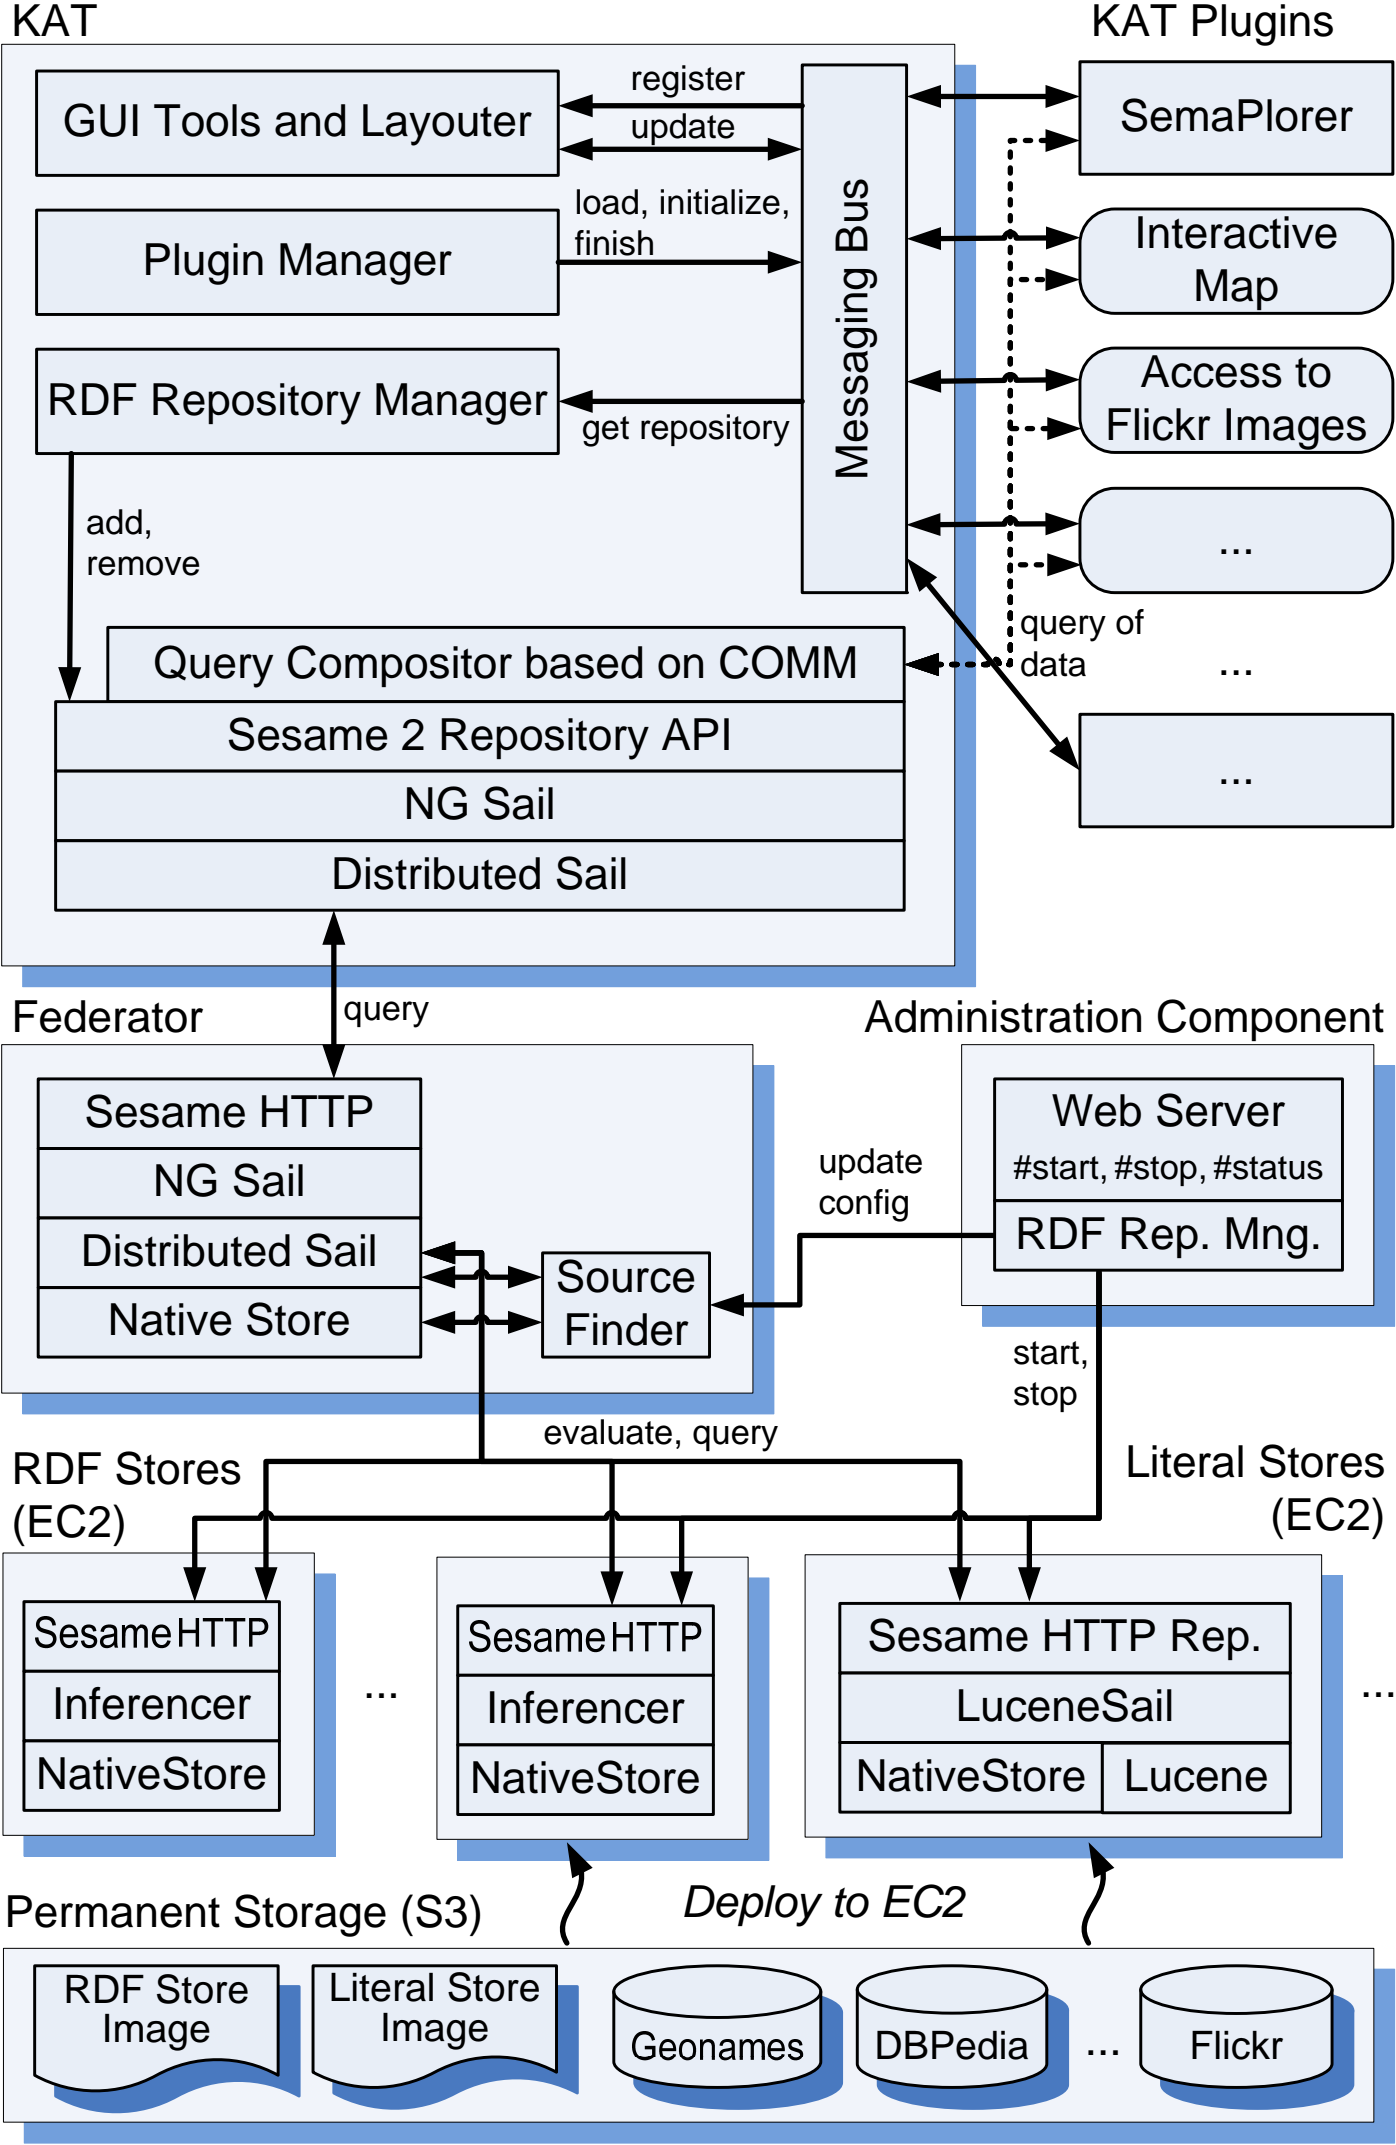 KAT
KAT Plugins
GUI Tools and Layouter
register
update
SemaPlorer
Plugin Manager
load, initialize,
finish
Messaging Bus
Interactive
Map
RDF Repository Manager
get repository
Access to
Flickr Images
add,
remove
...
Query Compositor based on COMM
query of
data
...
Sesame 2 Repository API
...
NG Sail
Distributed Sail
query
Federator
Administration Component
Sesame HTTP
NG Sail
Distributed Sail
Native Store
Source
Finder
update
config
Web Server
#start, #stop, #status
RDF Rep. Mng.
start,
stop
evaluate, query
RDF Stores
(EC2)
Literal Stores
(EC2)
Sesame HTTP
Inferencer
NativeStore
...
Sesame HTTP
Inferencer
NativeStore
Sesame HTTP Rep.
LuceneSail
NativeStore
Lucene
...
Permanent Storage (S3)
Deploy to EC2
RDF Store
Image
Literal Store
Image
Geonames
DBPedia
...
Flickr